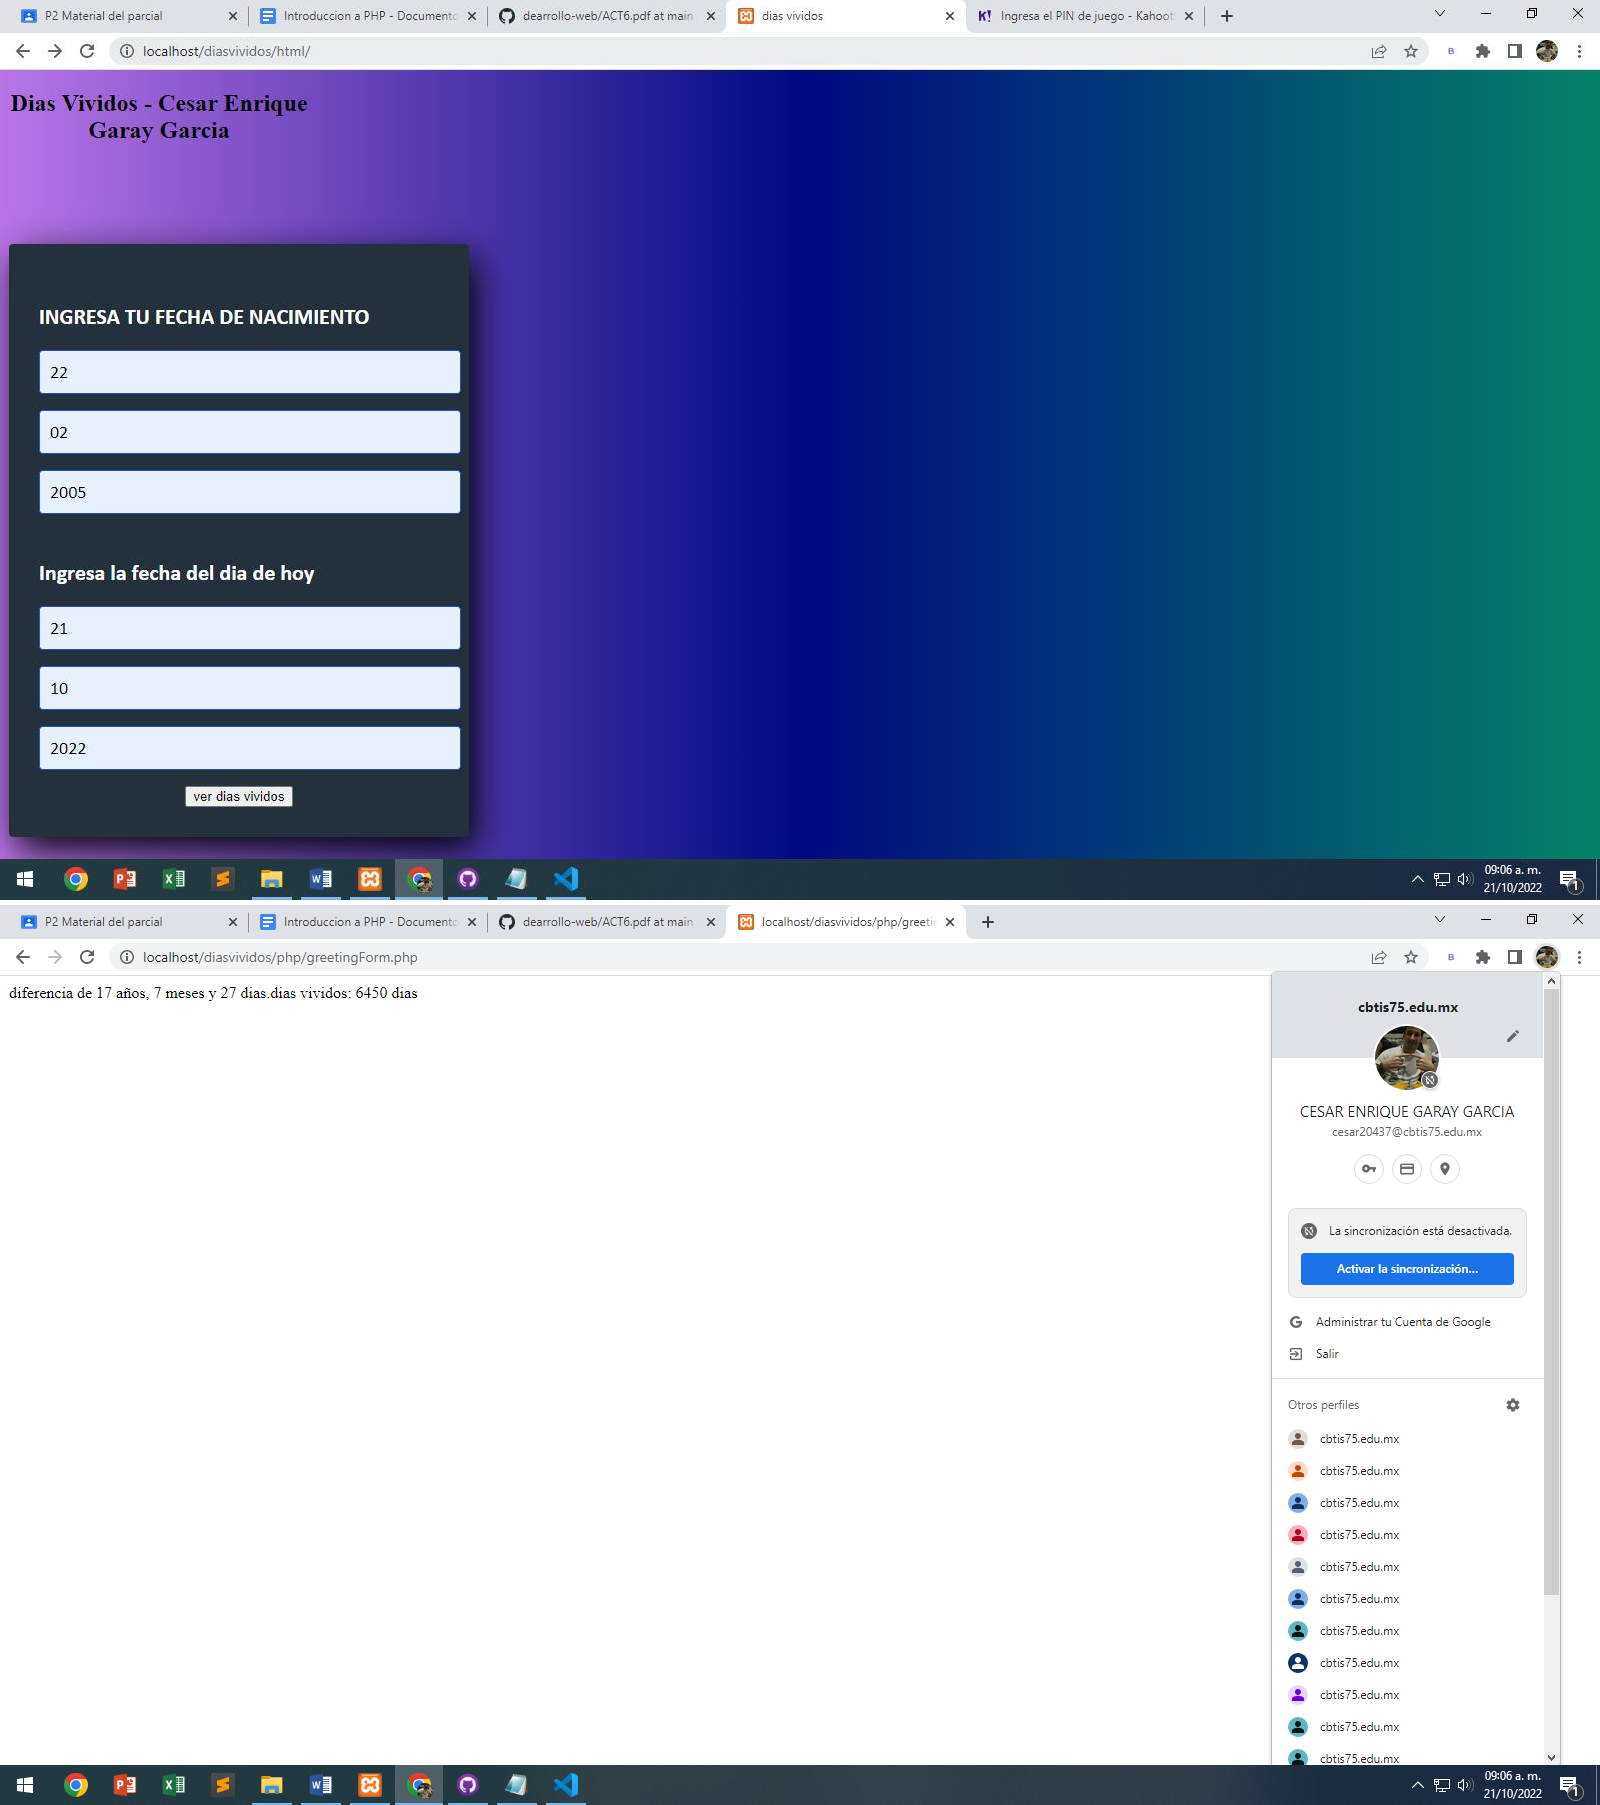 P2 Material del parcial
Introduccion a PHP - Documento
dearrollo-web/ACT6.pdf at main
dias vividos
K! Ingresa el PIN de juego - Kahoot
localhost/diasvividos/html/
B
Dias Vividos - Cesar Enrique
Garay Garcia
INGRESA TU FECHA DE NACIMIENTO
22
02
2005
Ingresa la fecha del dia de hoy
21
10
2022
ver dias vividos
09:06 a. m.
21/10/2022
1
P2 Material del parcial
Introduccion a PHP - Documento
dearrollo-web/ACT6.pdf at main
localhost/diasvividos/php/greetin
localhost/diasvividos/php/greetingForm.php
B
diferencia de 17 años, 7 meses y 27 dias.dias vividos: 6450 dias
cbtis75.edu.mx
CESAR ENRIQUE GARAY GARCIA
cesar20437@cbtis75.edu.mx
La sincronización está desactivada.
Activar la sincronización...
Administrar tu Cuenta de Google
Salir
Otros perfiles
cbtis75.edu.mx
cbtis75.edu.mx
cbtis75.edu.mx
cbtis75.edu.mx
cbtis75.edu.mx
cbtis75.edu.mx
cbtis75.edu.mx
cbtis75.edu.mx
cbtis75.edu.mx
cbtis75.edu.mx
cbtis75.edu.mx
09:06 a. m.
21/10/2022
1